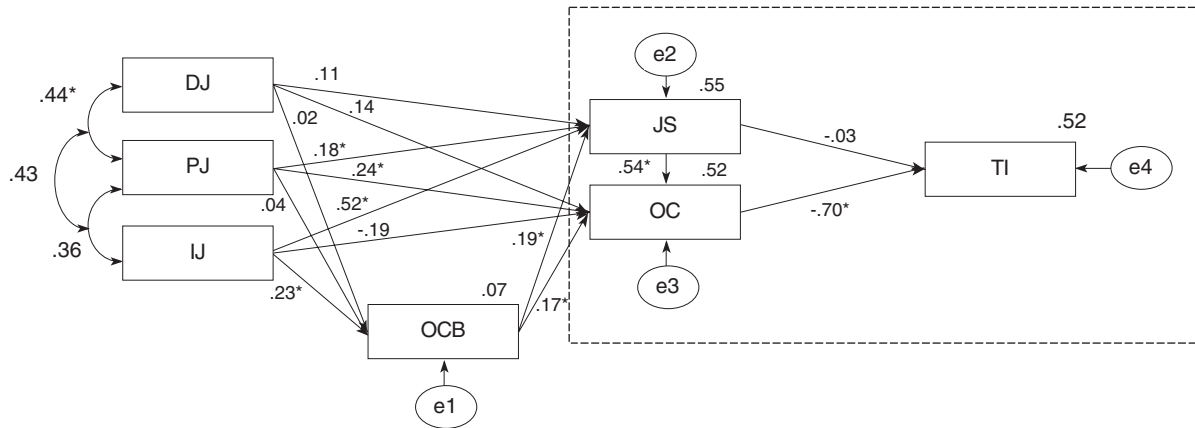 e2
DJ
.11
.55
.44*
.14
JS
-.03
.52
.02
PJ
.18*
.54*
.52
TI
e4
.43
.24*
.04
.52*
OC
-.70*
.36
IJ
-.19
.19*
e3
.23*
.07
.17*
OCB
e1